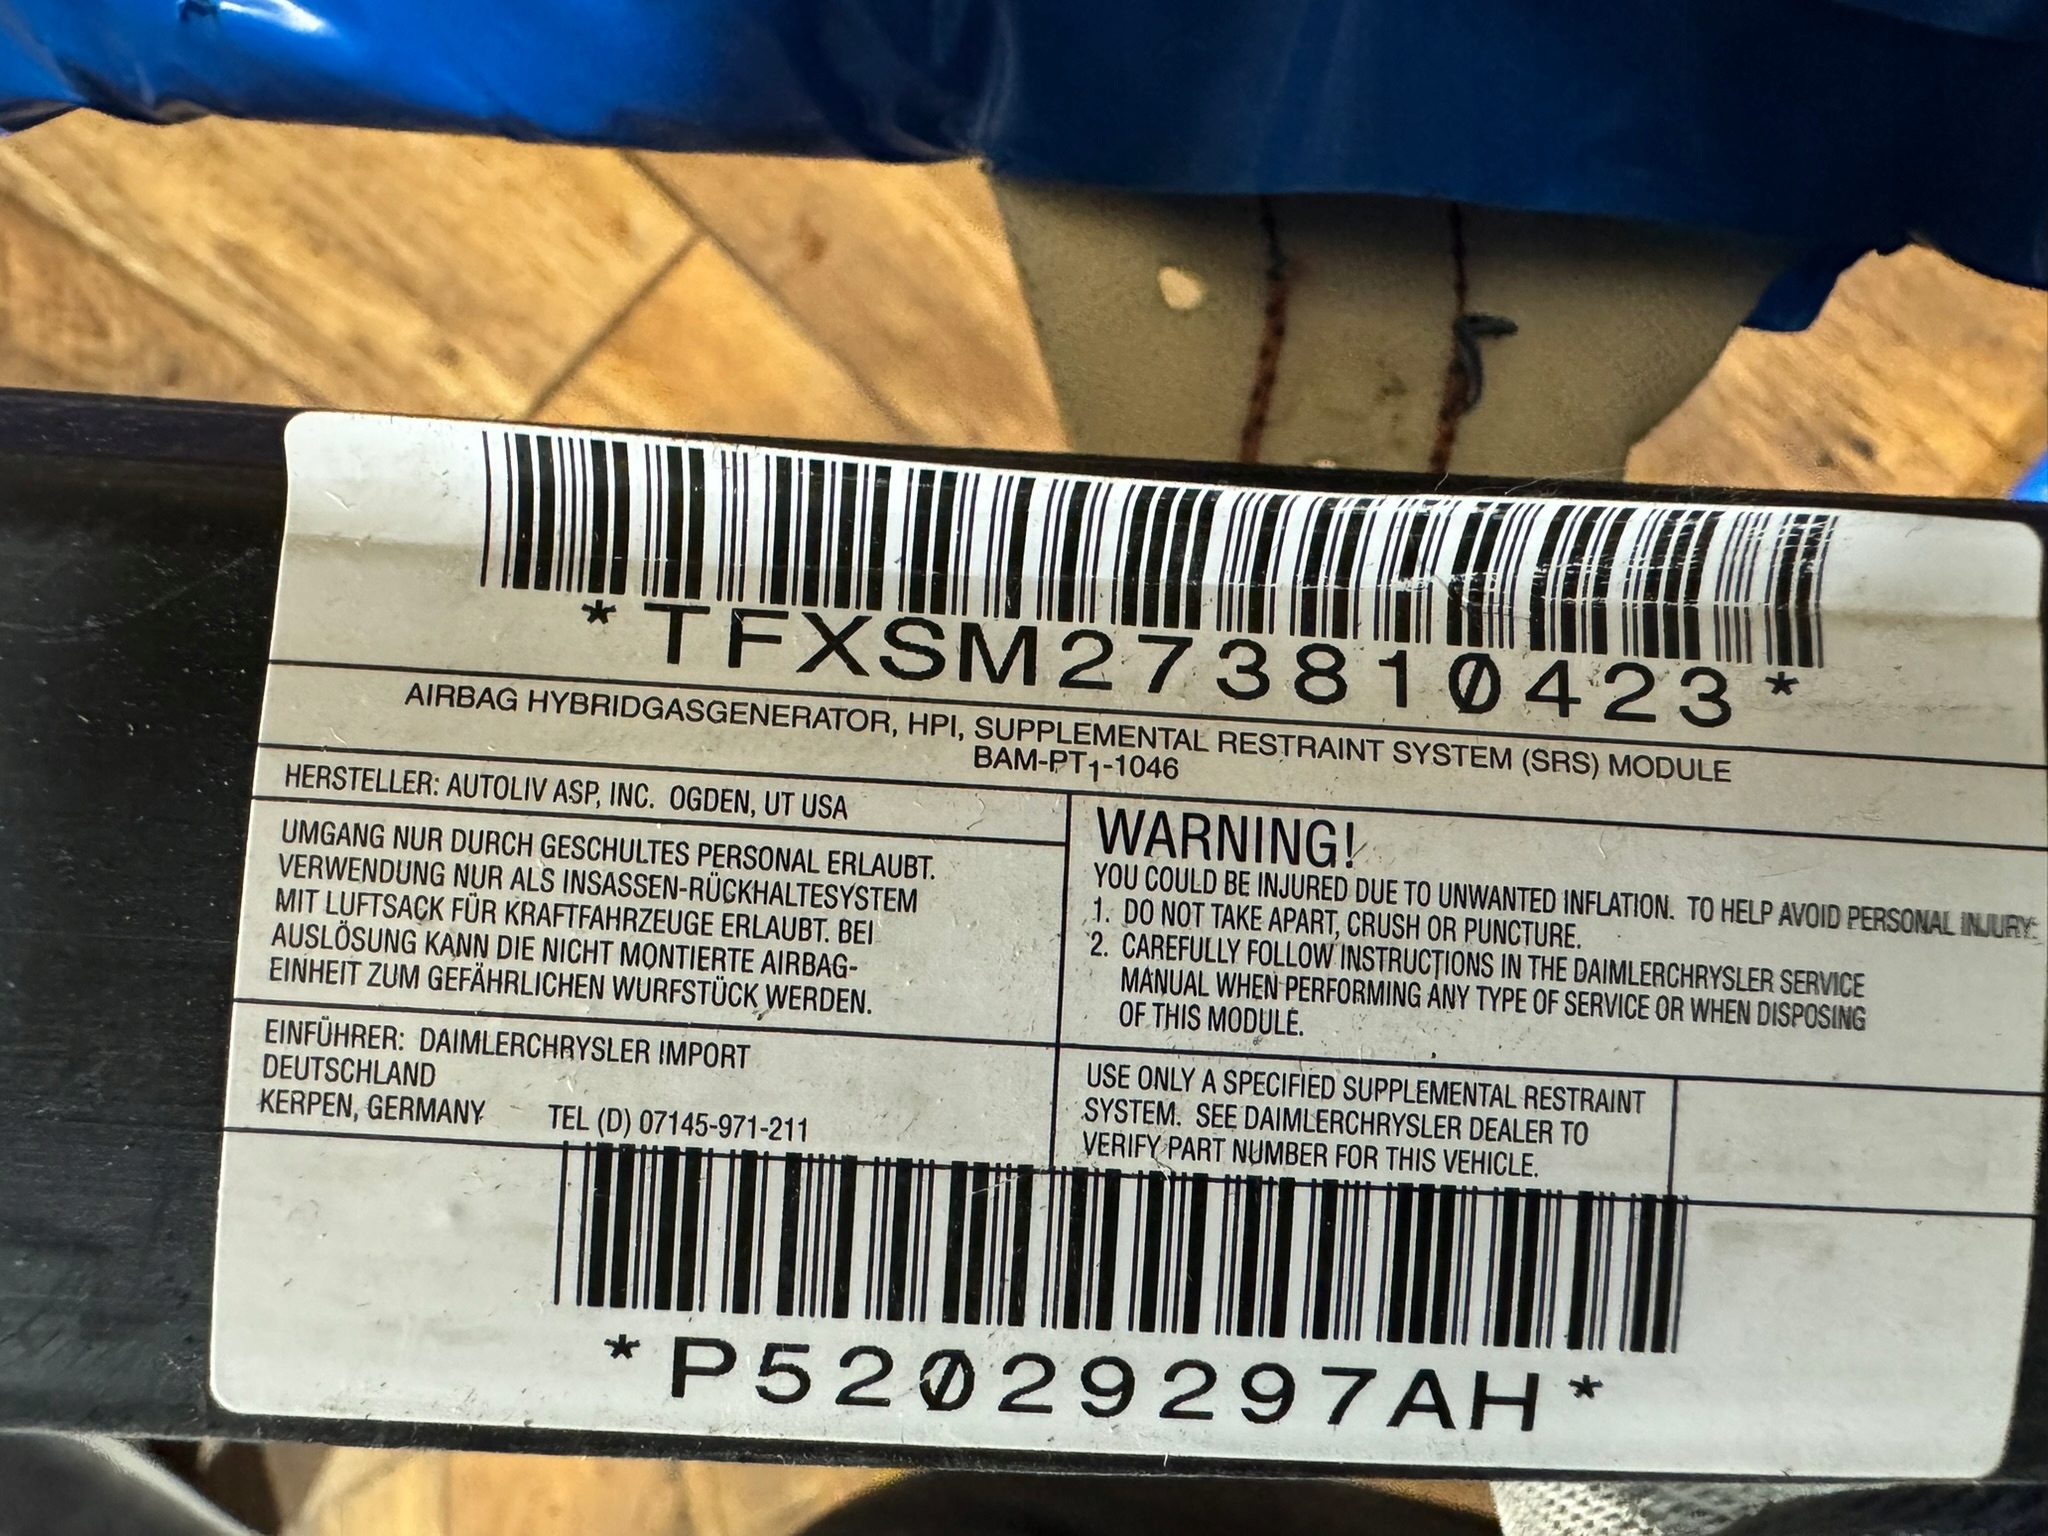 *TFXSM273810423*
AIRBAG HYBRIDGASGENERATOR, HPI, SUPPLEMENTAL RESTRAINT SYSTEM (SRS) MODULE
BAM-PT1-1046
HERSTELLER: AUTOLIV ASP, INC. OGDEN, UT USA
UMGANG NUR DURCH GESCHULTES PERSONAL ERLAUBT.
VERWENDUNG NUR ALS INSASSEN-RÜCKHALTESYSTEM
MIT LUFTSACK FÜR KRAFTFAHRZEUGE ERLAUBT. BEI
AUSLÖSUNG KANN DIE NICHT MONTIERTE AIRBAG-
EINHEIT ZUM GEFÄHRLICHEN WURFSTÜCK WERDEN.
EINFÜHRER: DAIMLERCHRYSLER IMPORT
DEUTSCHLAND
KERPEN, GERMANY TEL (D) 07145-971-211
WARNING!
YOU COULD BE INJURED DUE TO UNWANTED INFLATION. TO HELP AVOID PERSONAL INJURY:
1. DO NOT TAKE APART, CRUSH OR PUNCTURE.
2. CAREFULLY FOLLOW INSTRUCTIONS IN THE DAIMLERCHRYSLER SERVICE
MANUAL WHEN PERFORMING ANY TYPE OF SERVICE OR WHEN DISPOSING
OF THIS MODULE.
USE ONLY A SPECIFIED SUPPLEMENTAL RESTRAINT
SYSTEM. SEE DAIMLERCHRYSLER DEALER TO
VERIFY PART NUMBER FOR THIS VEHICLE.
*P52029297AH*